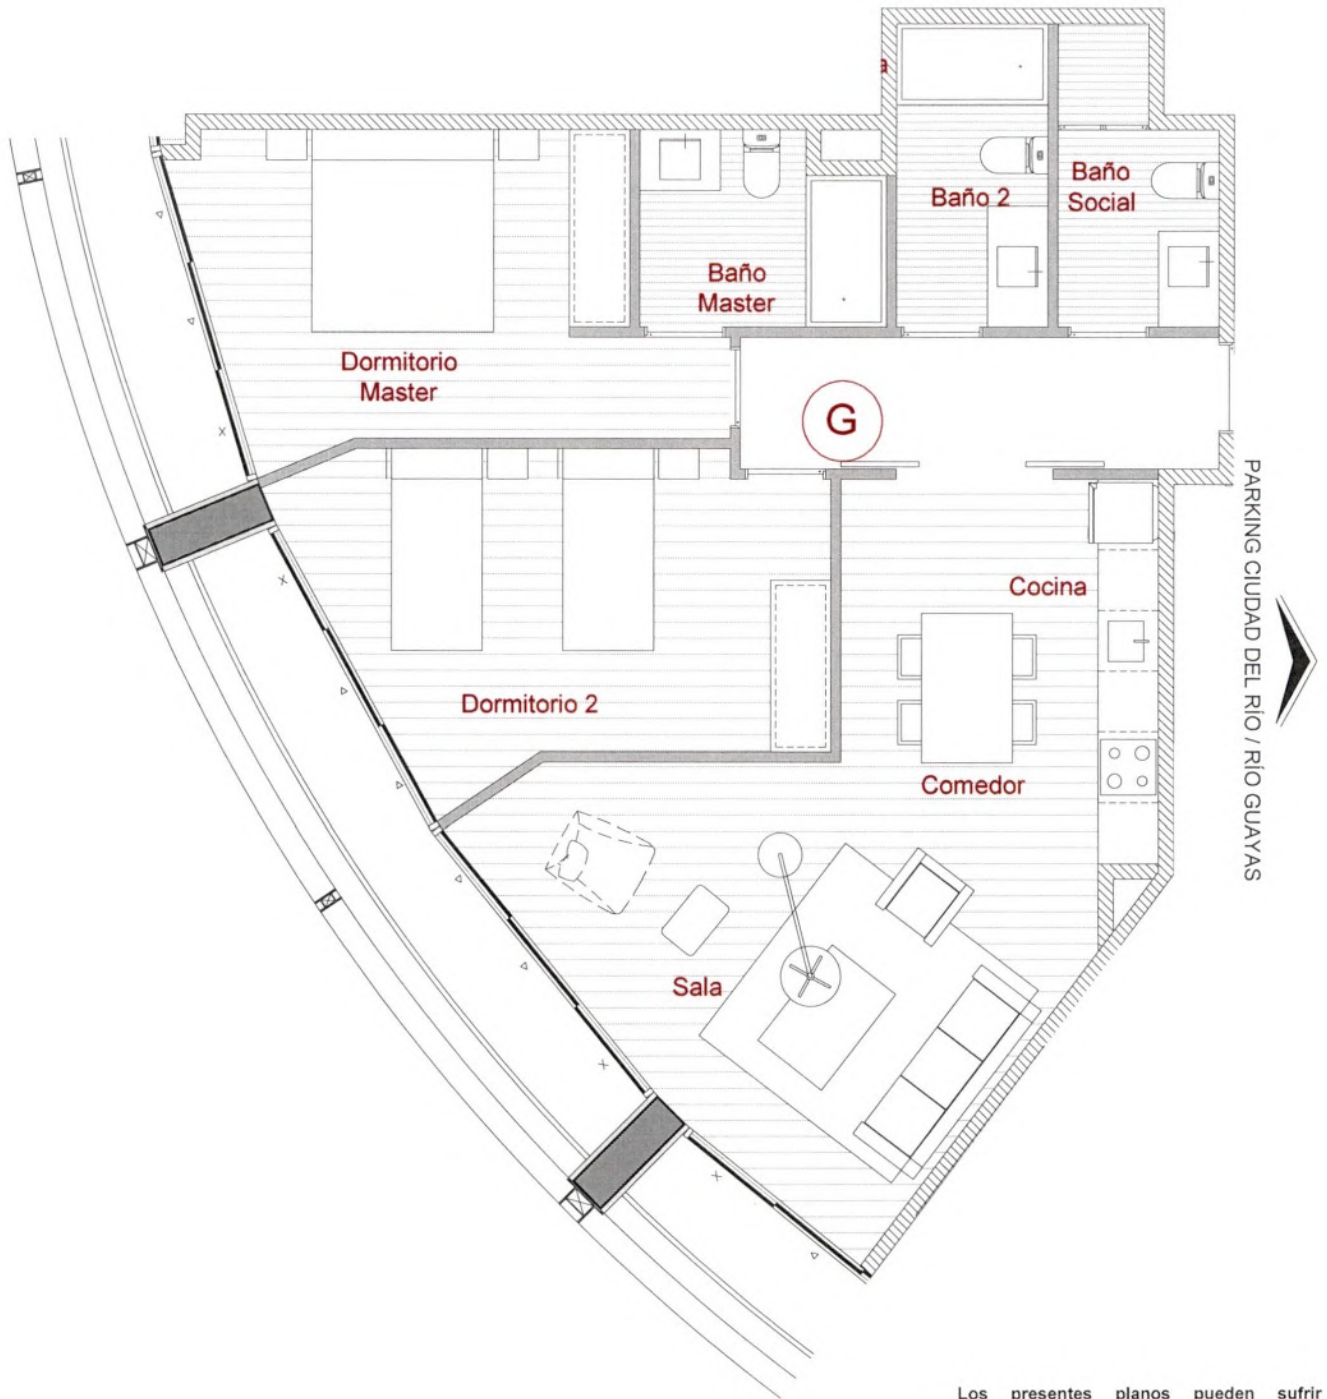 Baño
Social
Baño 2
Baño
Master
Dormitorio
Master
G
PARKING CIUDAD DEL RÍO / RÍO GUAYAS
Cocina
Dormitorio 2
Comedor
Sala
Los presentes planos pueden sufrir